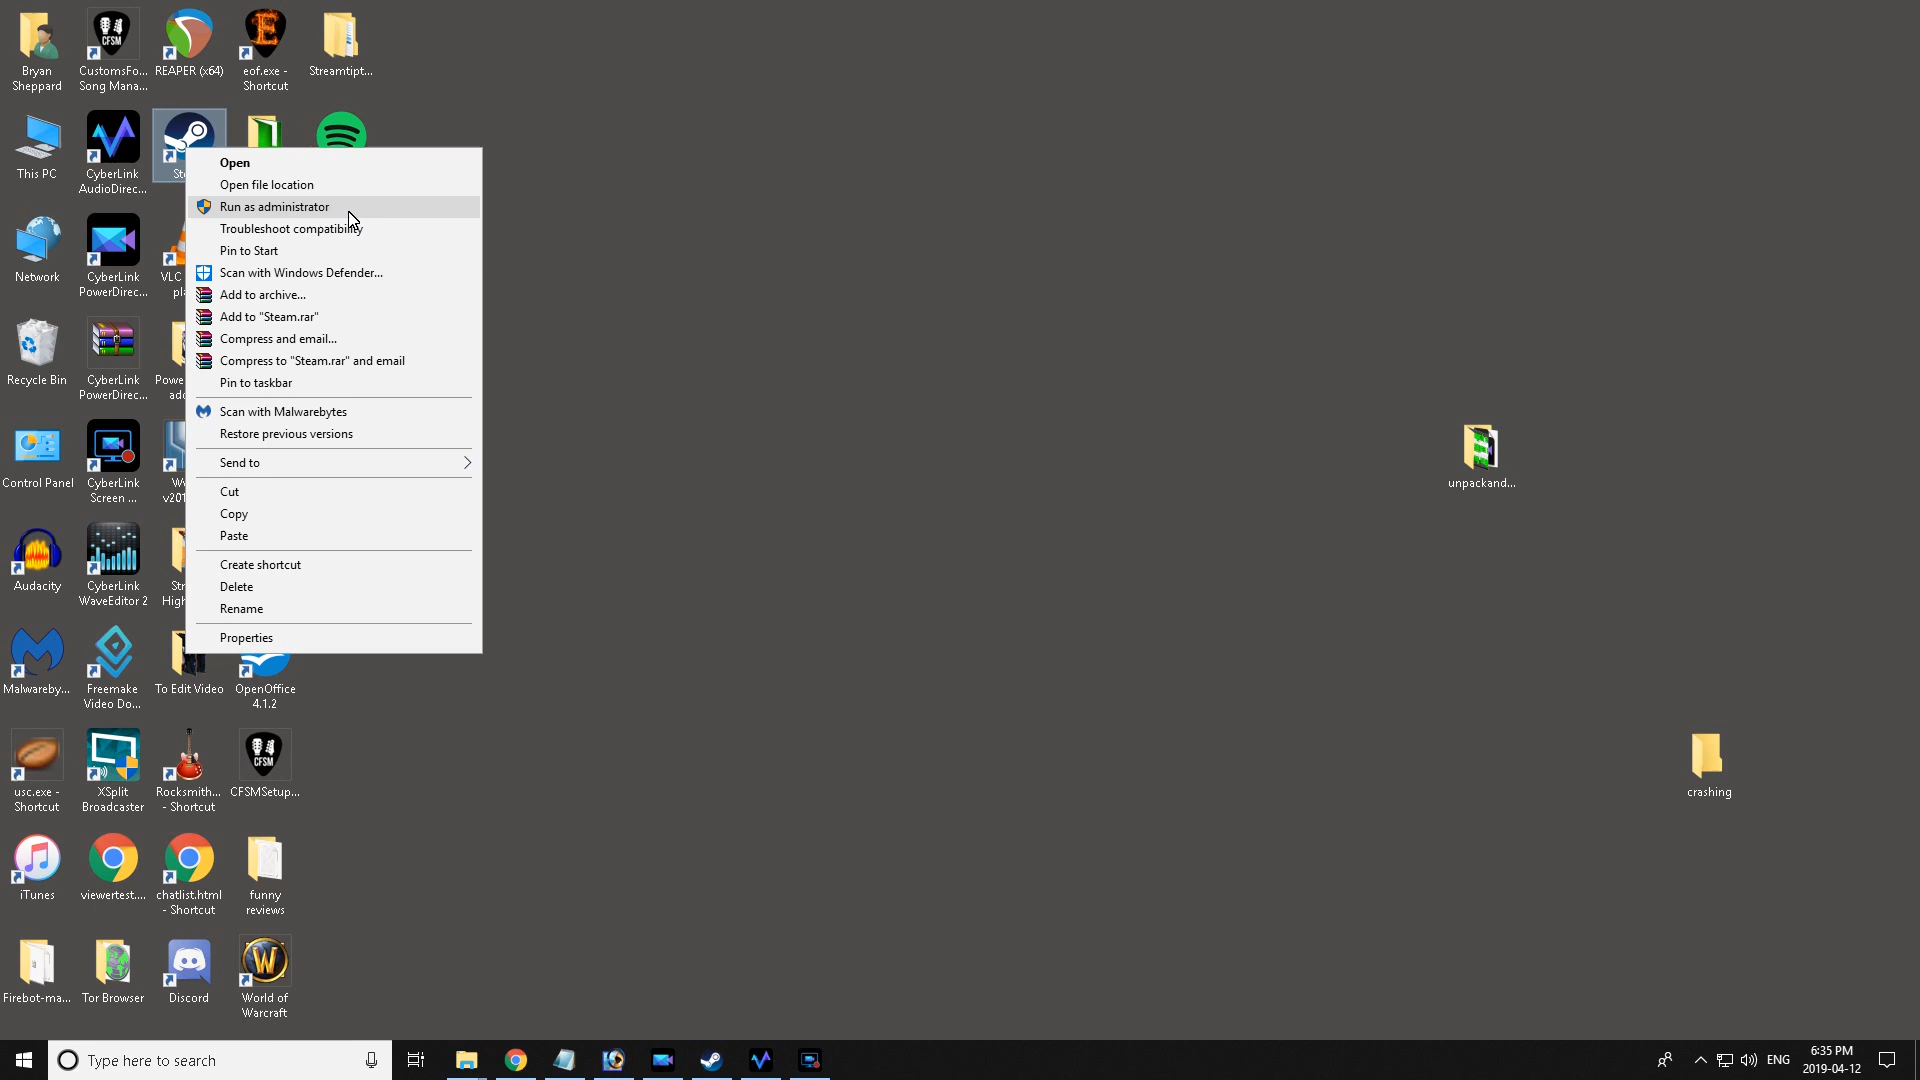 Bryan
Sheppard
CustomsFo...
Song Mana...
REAPER (x64)
eof.exe -
Shortcut
Streamtipt...
This PC
CyberLink
AudioDirec...
Network
CyberLink
PowerDirec...
VLC
Recycle Bin
CyberLink
PowerDirec...
Control Panel
CyberLink
Screen ...
Audacity
CyberLink
WaveEditor 2
Open
Open file location
Run as administrator
Troubleshoot compatibility
Pin to Start
Scan with Windows Defender...
Add to archive...
Add to "Steam.rar"
Compress and email...
Compress to "Steam.rar" and email
Pin to taskbar
Scan with Malwarebytes
Restore previous versions
Send to
Cut
Copy
Paste
Create shortcut
Delete
Rename
Properties
unpackand...
Malwareby...
Freemake
Video Do...
To Edit Video
OpenOffice
4.1.2
usc.exe -
Shortcut
XSplit
Broadcaster
Rocksmith...
- Shortcut
CFSM
CFSMSetup...
crashing
iTunes
viewertest....
chatlist.html
- Shortcut
funny
reviews
Firebot-ma...
Tor Browser
Discord
World of
Warcraft
Type here to search
ENG
6:35 PM
2019-04-12